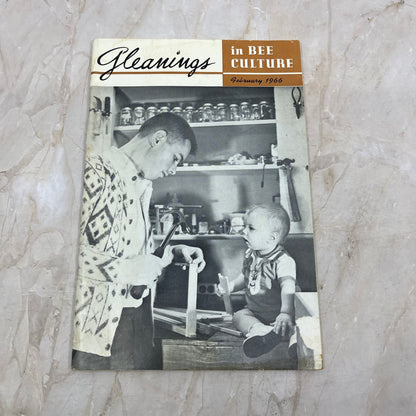 Gleanings
in BEE
CULTURE
February 1966